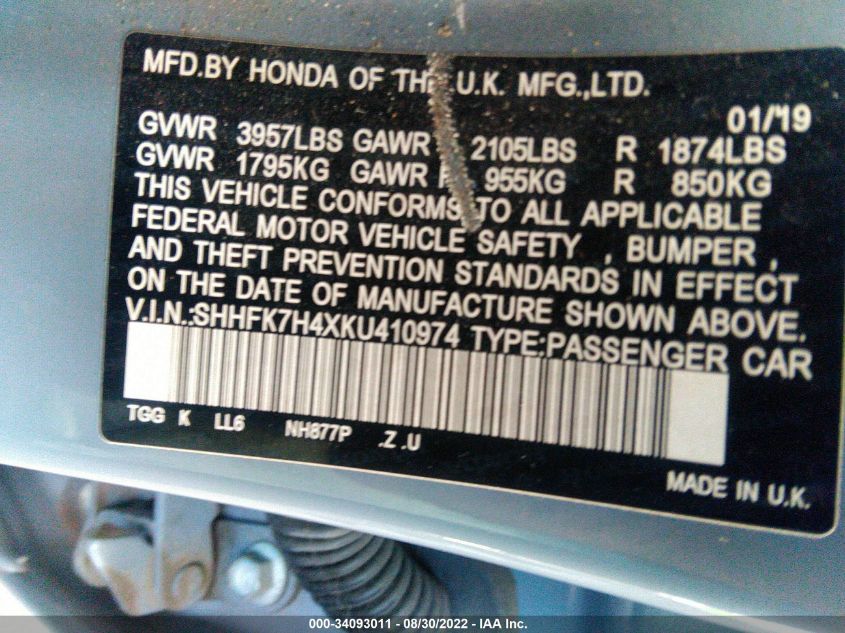 MFD.BY HONDA OF THE U.K. MFG.,LTD.
01/'19
GVWR 3957LBS GAWR 2105LBS R 1874LBS
GVWR 1795KG GAWR F 955KG R 850KG
THIS VEHICLE CONFORMS TO ALL APPLICABLE
FEDERAL MOTOR VEHICLE SAFETY , BUMPER ,
AND THEFT PREVENTION STANDARDS IN EFFECT
ON THE DATE OF MANUFACTURE SHOWN ABOVE.
V.I.N.:SHHFK7H4XKU410974 TYPE:PASSENGER CAR
TGG K LL6 NH877P .Z .U
MADE IN U.K.
000-34093011 - 08/30/2022 - IAA Inc.